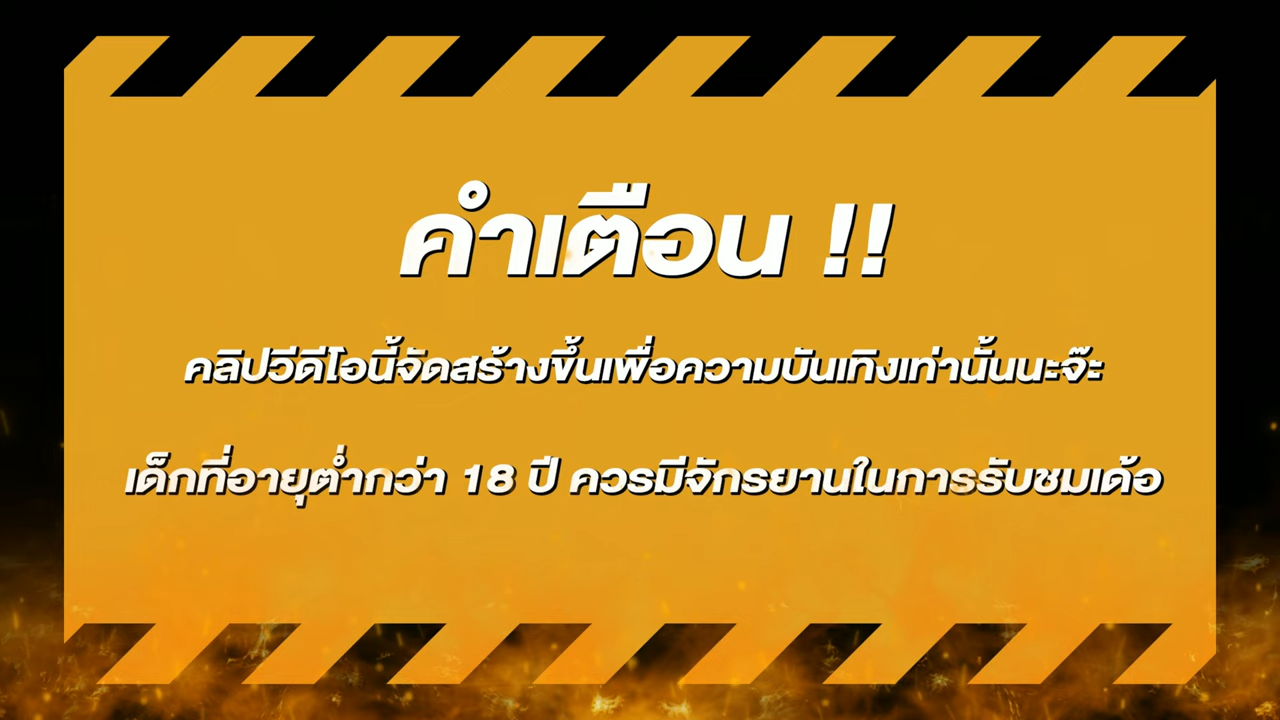 คำเตือน !!
คลิปวีดีโอนี้จัดสร้างขึ้นเพื่อความบันเทิงเท่านั้นนะจ๊ะ
เด็กที่อายุต่ำกว่า 18 ปี ควรมีจักรยานในการรับชมเด้อ